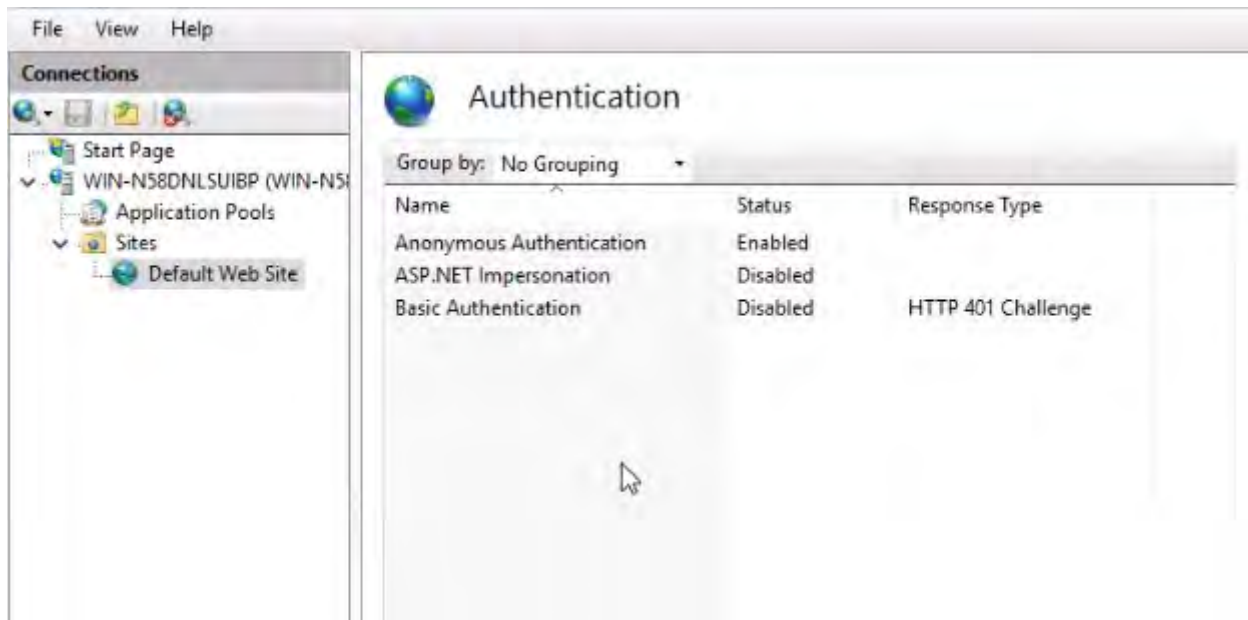 File View Help
Connections
Start Page
WIN-N58DNLSUIBP (WIN-N5
Application Pools
Sites
Default Web Site
Authentication
Group by: No Grouping
Name Status Response Type
Anonymous Authentication Enabled
ASP.NET Impersonation Disabled
Basic Authentication Disabled HTTP 401 Challenge